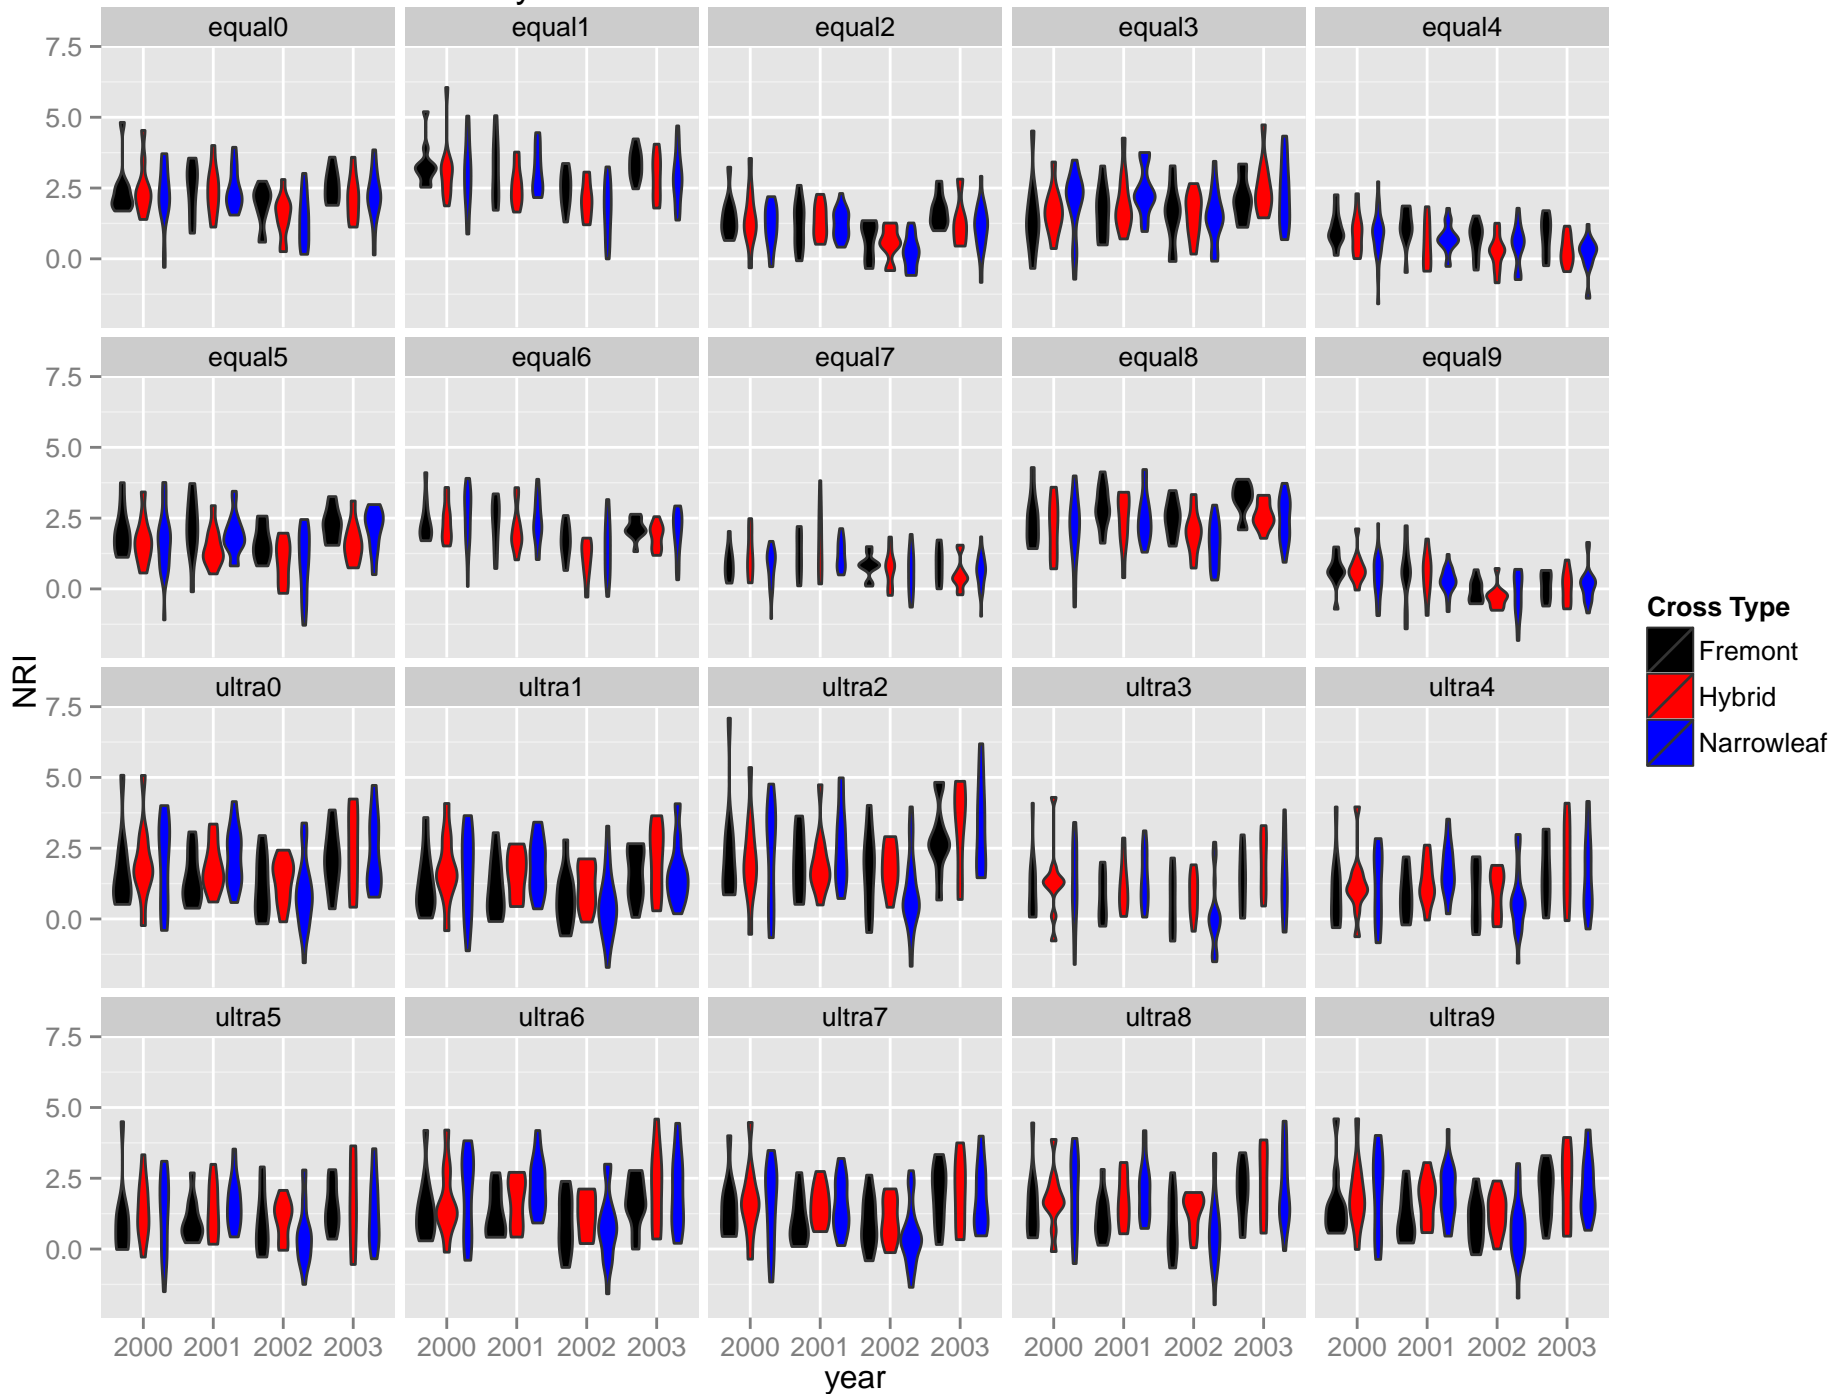 equal0 equal1 equal2 equal3 equal4
7.5
5.0
2.5
0.0
equal5 equal6 equal7 equal8 equal9
7.5
5.0
2.5
0.0
NRI
ultra0 ultra1 ultra2 ultra3 ultra4
7.5
5.0
2.5
0.0
ultra5 ultra6 ultra7 ultra8 ultra9
7.5
5.0
2.5
0.0
2000 2001 2002 2003 2000 2001 2002 2003 2000 2001 2002 2003 2000 2001 2002 2003 2000 2001 2002 2003
year
Cross Type
Fremont
Hybrid
Narrowleaf